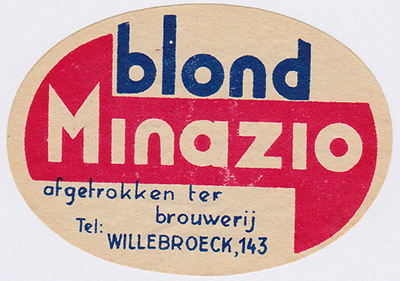 blond
Minazio
afgetrokken ter
brouwerij
Tel: WILLEBROECK,143